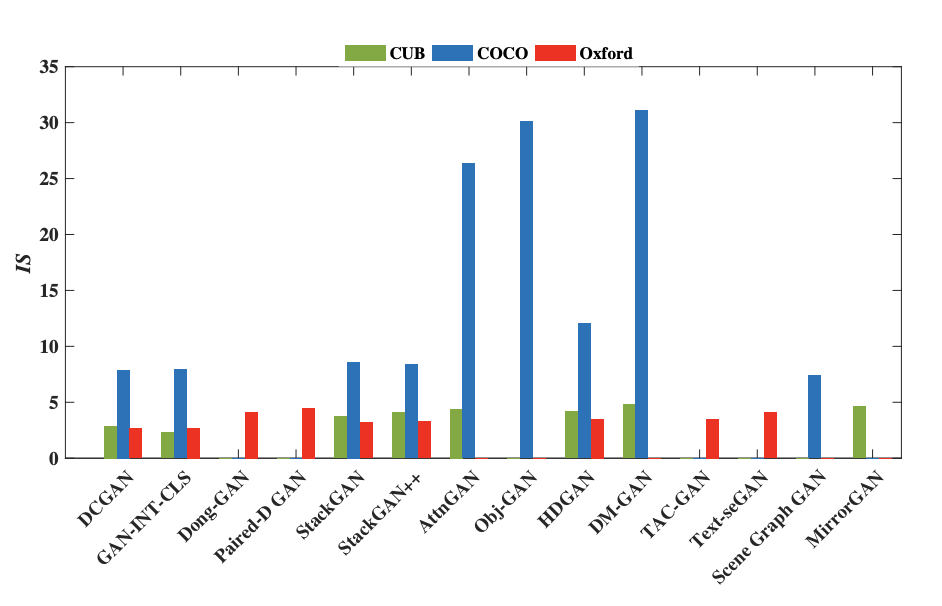 CUB COCO Oxford
35
30
25
20
15
10
5
0
IS
DCGAN
GAN-INT-CLS
Dong-GAN
Paired-D GAN
StackGAN
StackGAN++
AttnGAN
Obj-GAN
HDGAN
DM-GAN
TAC-GAN
Text-seGAN
Scene Graph GAN
MirrorGAN